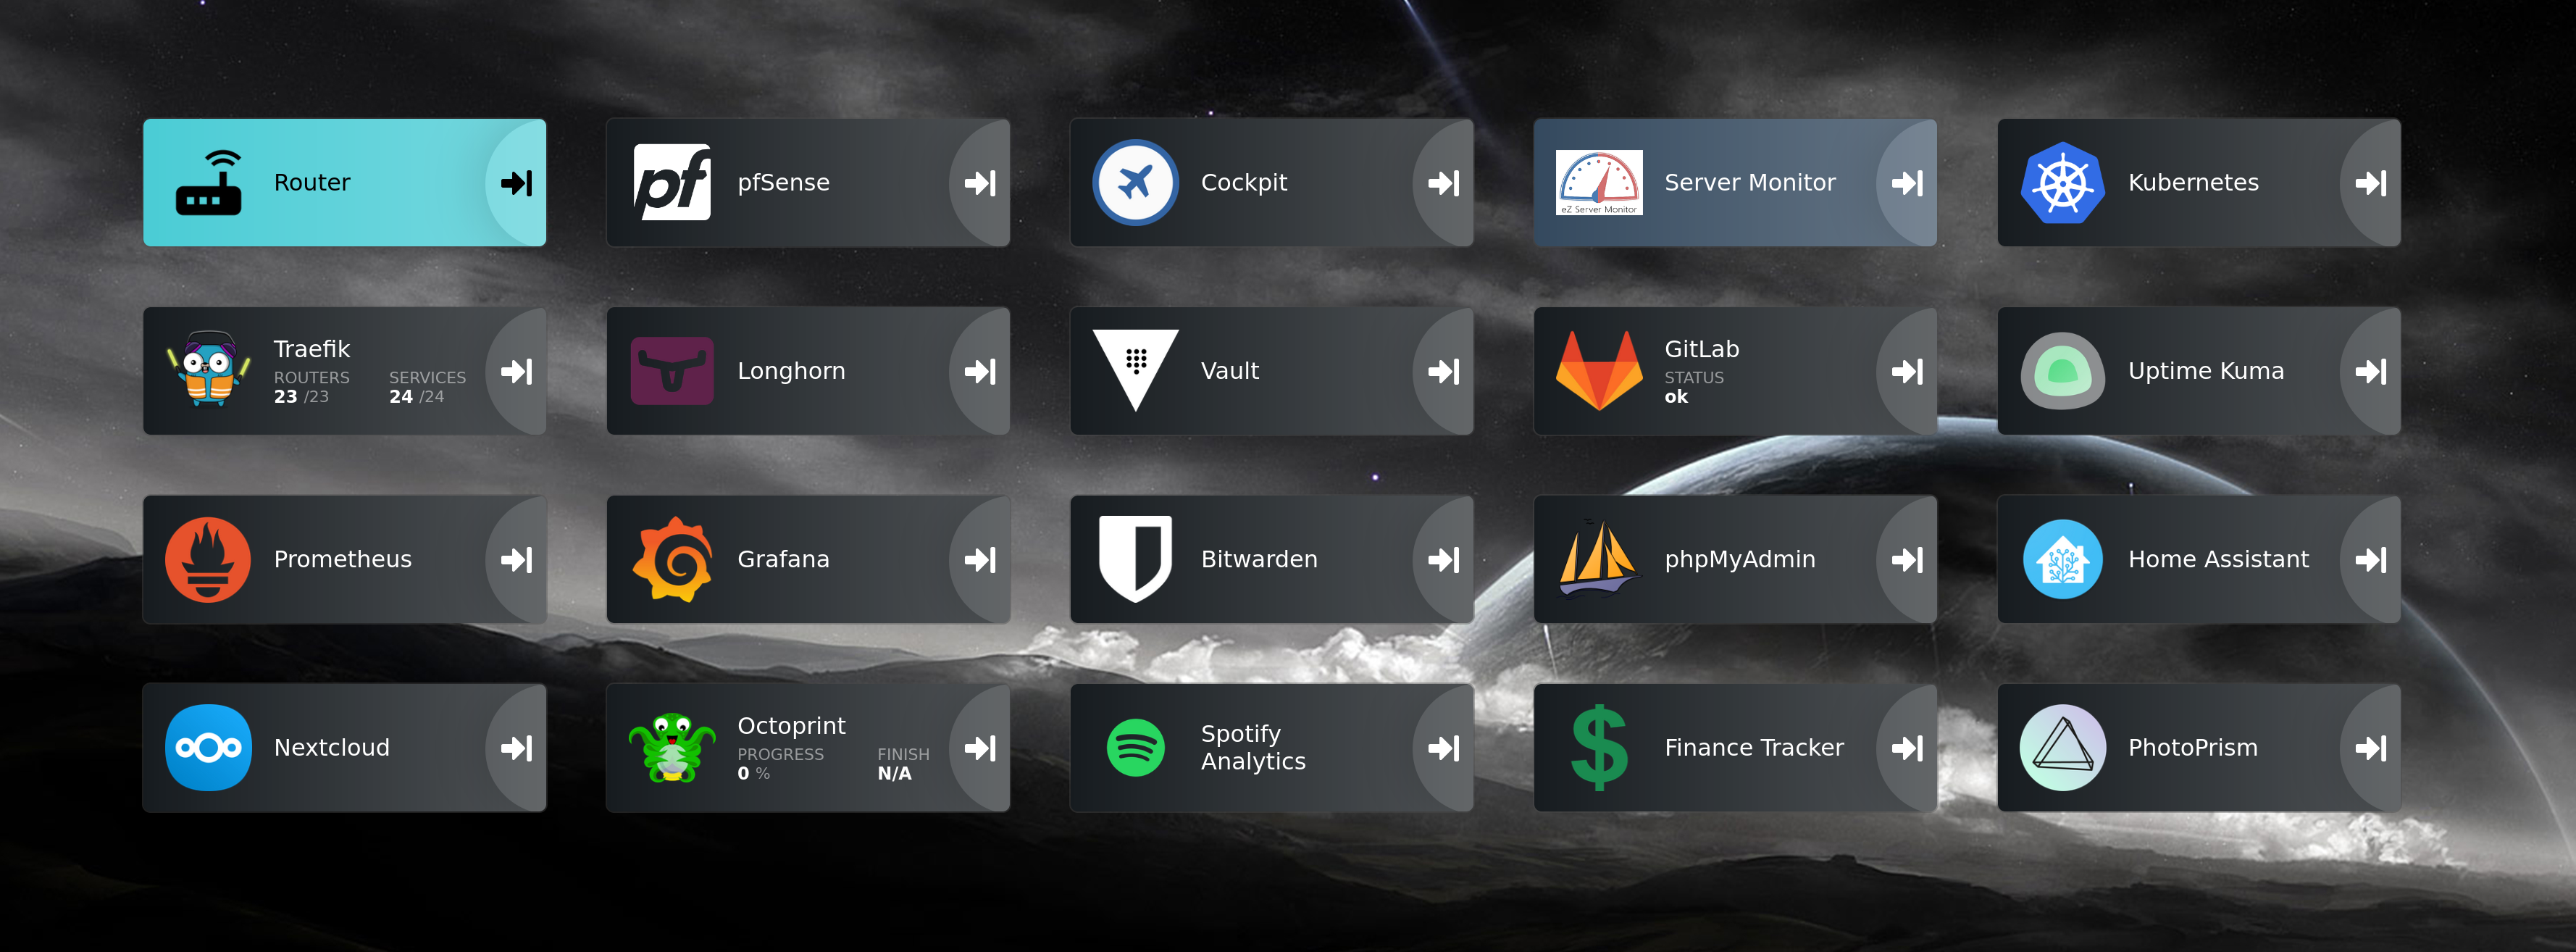 Router
pf
pfSense
Cockpit
eZ Server Monitor
Server Monitor
Kubernetes
Traefik
ROUTERS SERVICES
23 /23 24 /24
Longhorn
Vault
GitLab
STATUS
ok
Uptime Kuma
Prometheus
Grafana
Bitwarden
phpMyAdmin
Home Assistant
Nextcloud
Octoprint
PROGRESS FINISH
0 % N/A
Spotify
Analytics
$
Finance Tracker
PhotoPrism